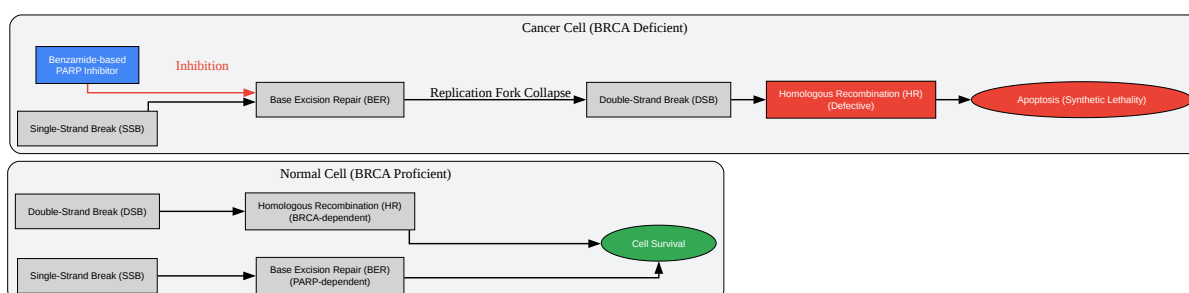 Cancer Cell (BRCA Deficient)
Benzamide-based
PARP Inhibitor
Inhibition
Single-Strand Break (SSB)
Base Excision Repair (BER)
Replication Fork Collapse
Double-Strand Break (DSB)
Homologous Recombination (HR)
(Defective)
Apoptosis (Synthetic Lethality)
Normal Cell (BRCA Proficient)
Double-Strand Break (DSB)
Homologous Recombination (HR)
(BRCA-dependent)
Cell Survival
Single-Strand Break (SSB)
Base Excision Repair (BER)
(PARP-dependent)